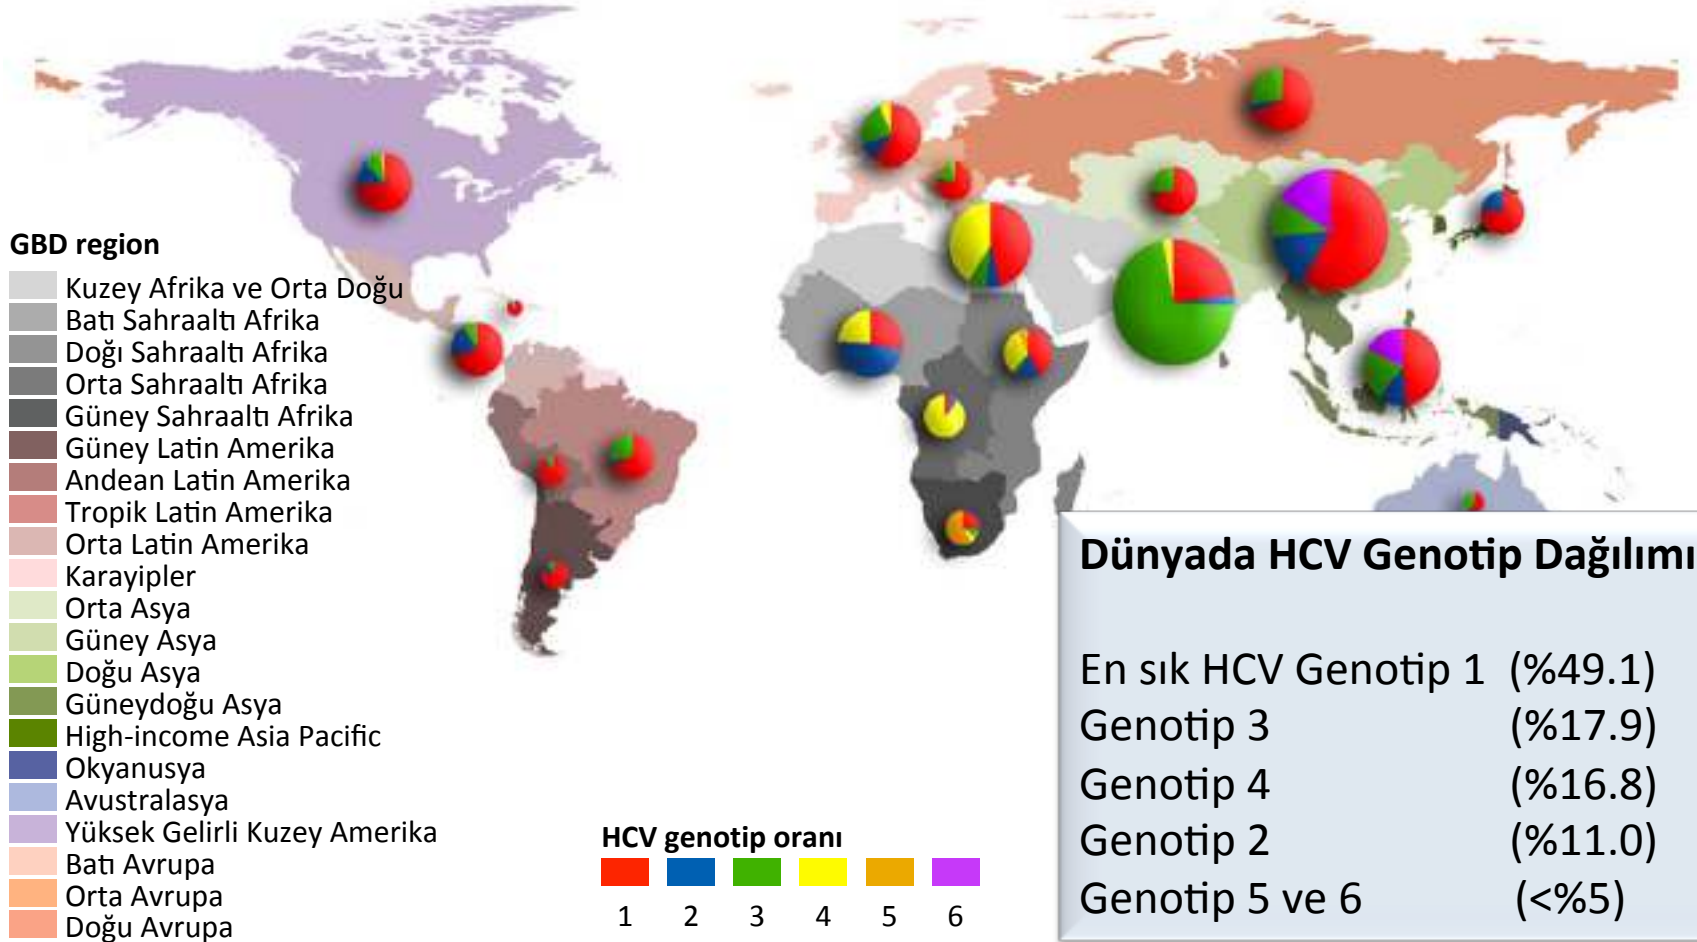 GBD region
Kuzey Afrika ve Orta Doğu
Batı Sahraaltı Afrika
Doğı Sahraaltı Afrika
Orta Sahraaltı Afrika
Güney Sahraaltı Afrika
Güney Latin Amerika
Andean Latin Amerika
Tropik Latin Amerika
Orta Latin Amerika
Karayipler
Orta Asya
Güney Asya
Doğu Asya
Güneydoğu Asya
High-income Asia Pacific
Okyanusya
Avustralasya
Yüksek Gelirli Kuzey Amerika
Batı Avrupa
Orta Avrupa
Doğu Avrupa
HCV genotip oranı
1 2 3 4 5 6
Dünyada HCV Genotip Dağılımı
En sık HCV Genotip 1 (%49.1)
Genotip 3 (%17.9)
Genotip 4 (%16.8)
Genotip 2 (%11.0)
Genotip 5 ve 6 (<%5)